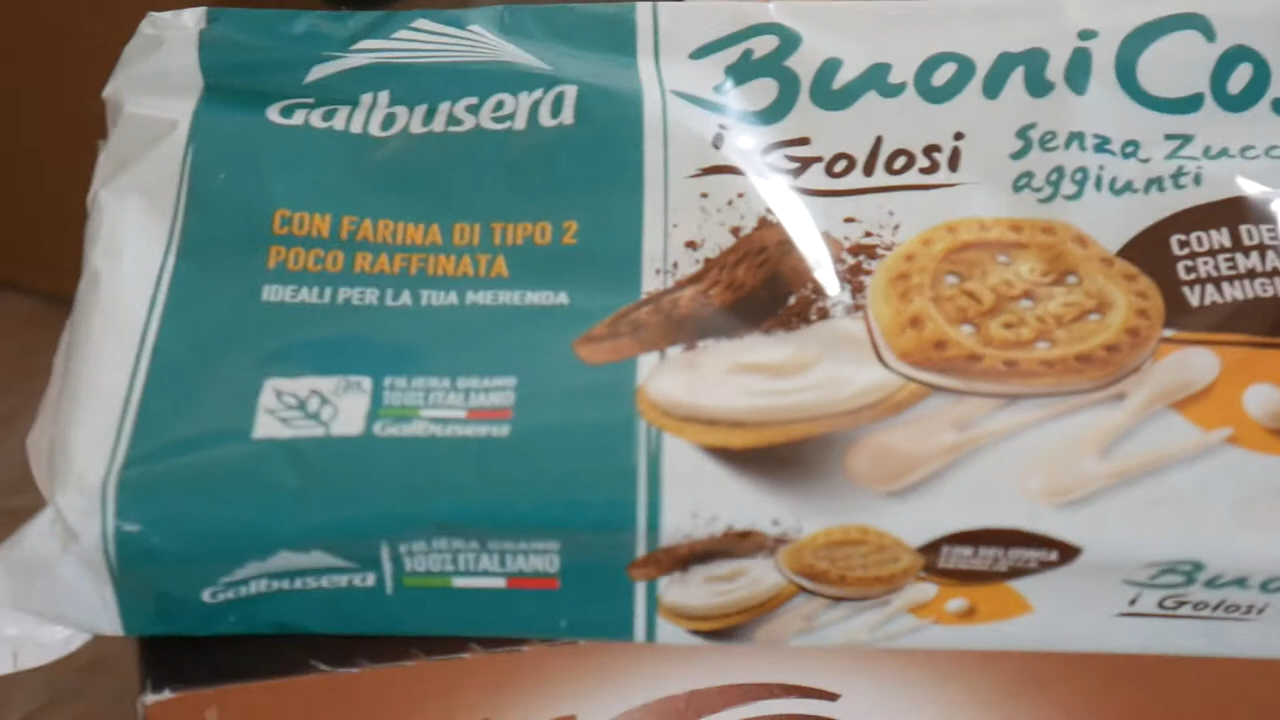 Galbusera
CON FARINA DI TIPO 2
POCO RAFFINATA
IDEALI PER LA TUA MERENDA
FILIERA GRANO
100% ITALIANO
Galbusera
BuoniCo
i Golosi
Senza Zucc
aggiunti
CON DE
CREMA
VANIG
Galbusera
FILIERA GRANO
100% ITALIANO
Buo
i Golosi